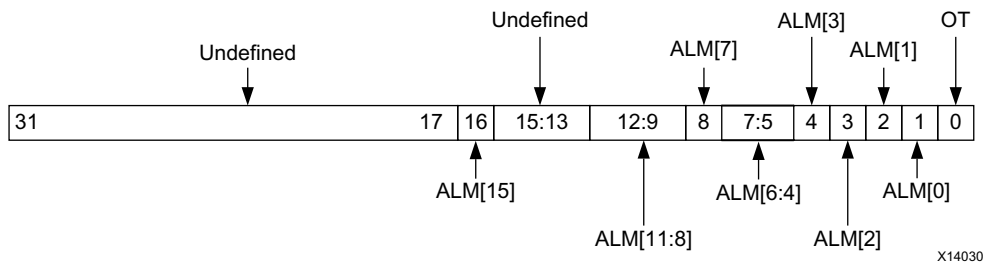 Undefined
Undefined
ALM[7]
ALM[3]
ALM[1]
OT
31 17 16 15:13 12:9 8 7:5 4 3 2 1 0
ALM[15]
ALM[11:8]
ALM[6:4]
ALM[2]
ALM[0]
X14030